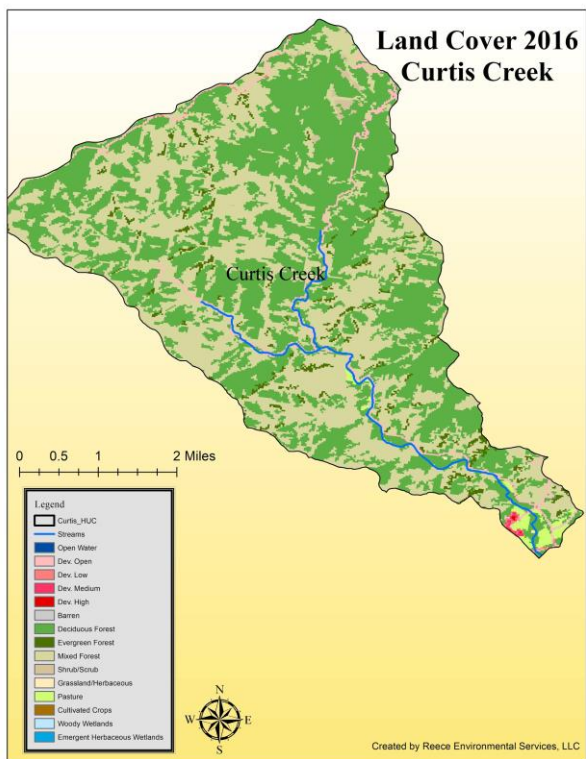 Land Cover 2016
Curtis Creek
Curtis Creek
0 0.5 1 2 Miles
Legend
Curtis_HUC
Streams
Open Water
Dev. Open
Dev. Low
Dev. Medium
Dev. High
Barren
Deciduous Forest
Evergreen Forest
Mixed Forest
Shrub/Scrub
Grassland/Herbaceous
Pasture
Cultivated Crops
Woody Wetlands
Emergent Herbaceous Wetlands
N
W E
S
Created by Reece Environmental Services, LLC